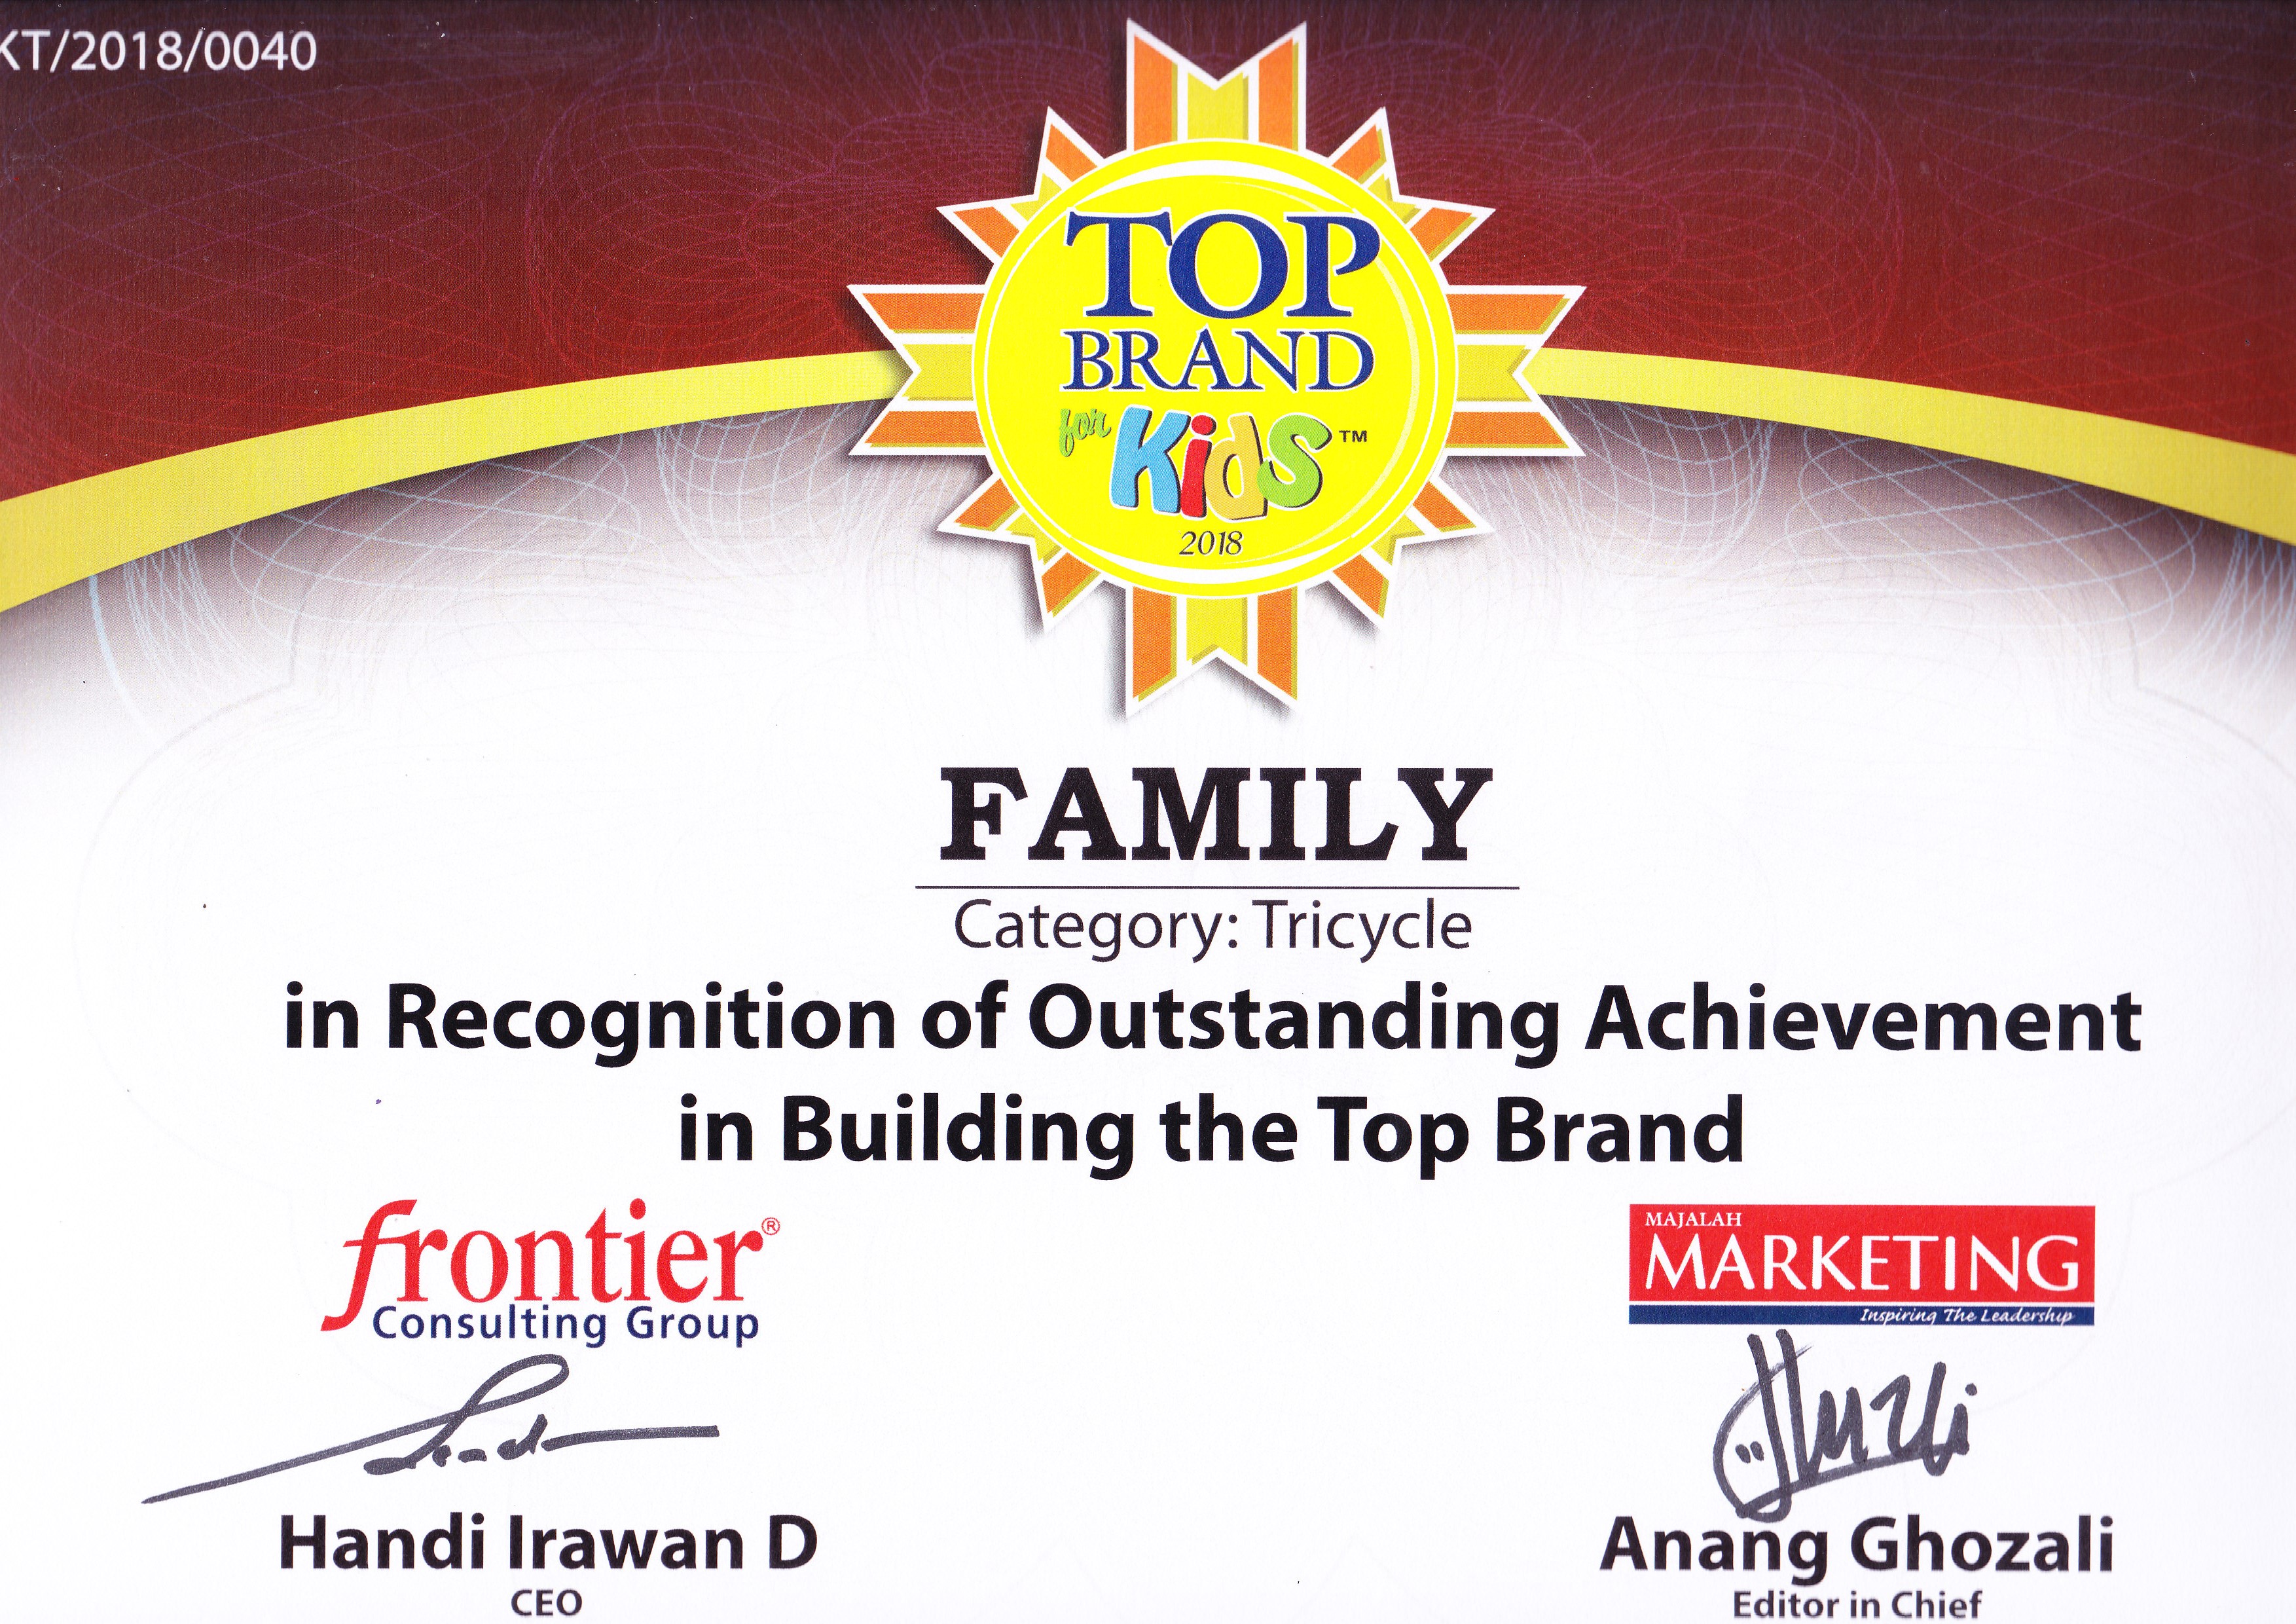 KT/2018/0040
TOP
BRAND
for Kids™
2018
FAMILY
Category: Tricycle
in Recognition of Outstanding Achievement
in Building the Top Brand
frontier®
Consulting Group
MAJALAH
MARKETING
Inspiring The Leadership
Handi Irawan D
CEO
Anang Ghozali
Editor in Chief